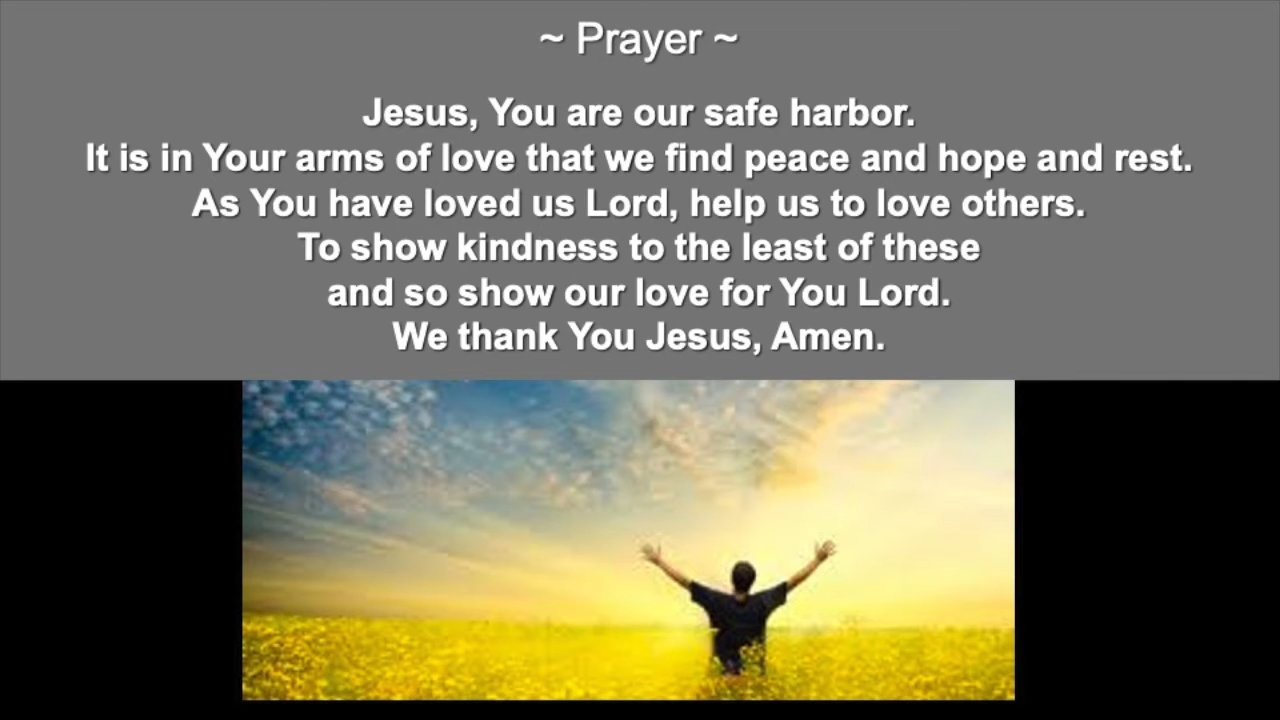 ~ Prayer ~
Jesus, You are our safe harbor.
It is in Your arms of love that we find peace and hope and rest.
As You have loved us Lord, help us to love others.
To show kindness to the least of these
and so show our love for You Lord.
We thank You Jesus, Amen.